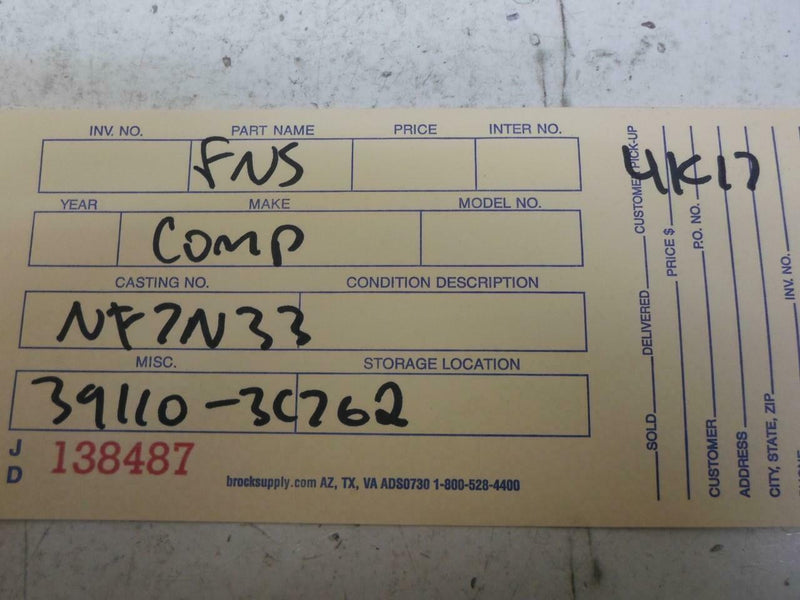 INV. NO. PART NAME PRICE INTER NO.
FNS
YEAR MAKE MODEL NO.
COMP
CASTING NO. CONDITION DESCRIPTION
NF7N33
MISC. STORAGE LOCATION
39110-3C762
JD 138487
brocksupply.com AZ, TX, VA ADS0730 1-800-528-4400
4K17
SOLD DELIVERED CUSTOMER PICK-UP
PRICE $
CUSTOMER P.O. NO.
ADDRESS
CITY, STATE, ZIP INV. NO.